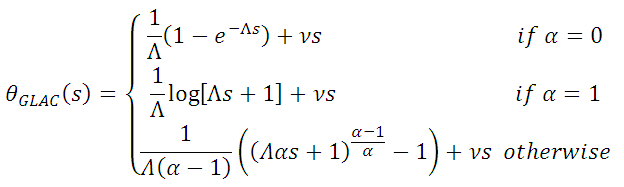 θ_GLAC(s) = { 1/Λ (1 − e^{−Λs}) + νs if α = 0
1/Λ log[Λs + 1] + νs if α = 1
1/(Λ(α − 1)) ((Λαs + 1)^{(α−1)/α} − 1) + νs otherwise